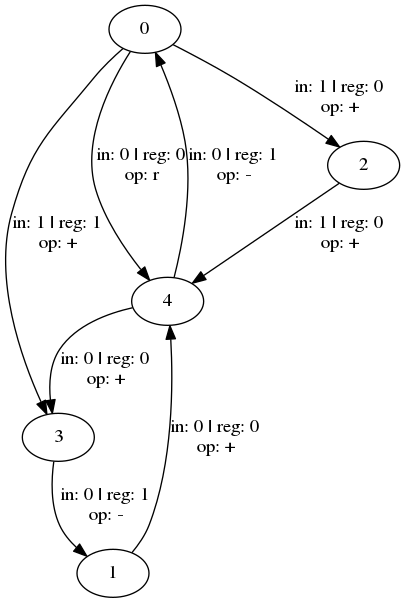 0
in: 1 | reg: 0
op: +
in: 0 | reg: 0
op: r
in: 0 | reg: 1
op: -
2
in: 1 | reg: 1
op: +
in: 1 | reg: 0
op: +
4
in: 0 | reg: 0
op: +
3
in: 0 | reg: 0
op: +
in: 0 | reg: 1
op: -
1